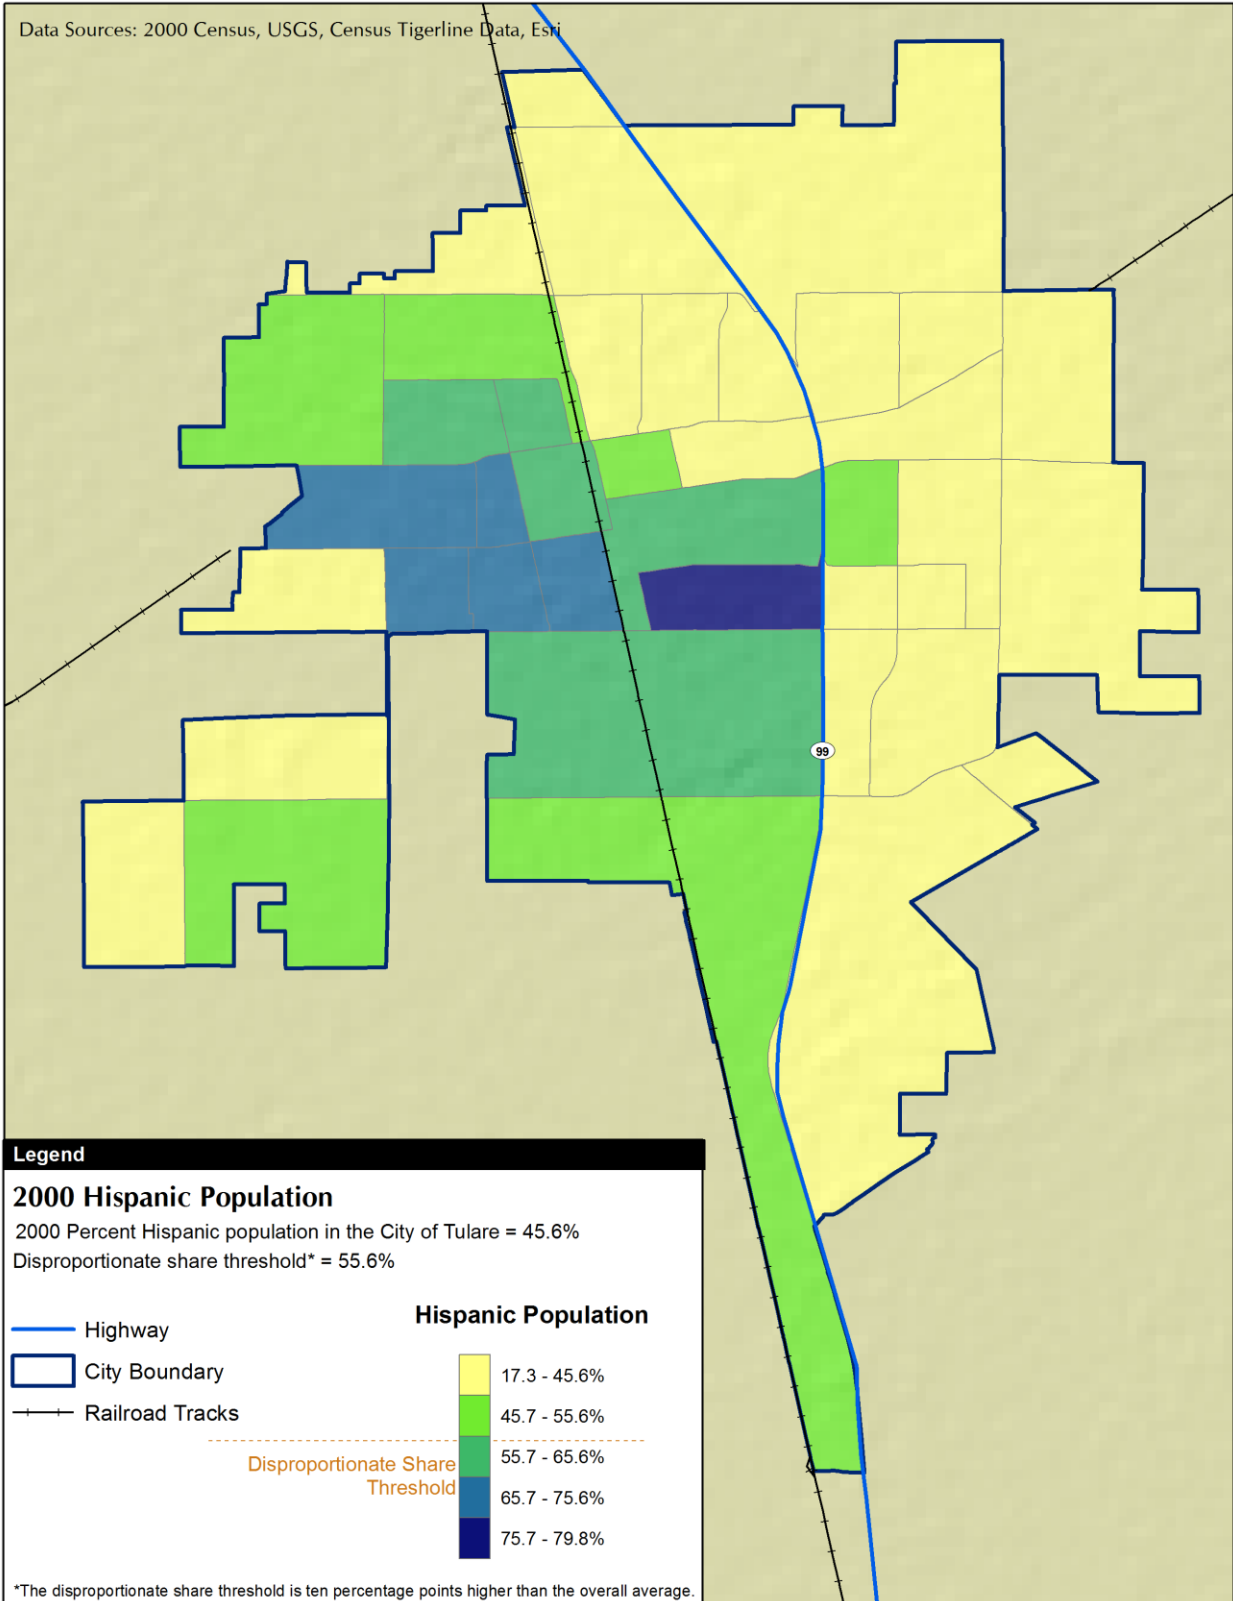 Data Sources: 2000 Census, USGS, Census Tigerline Data, Esri
99
Legend
2000 Hispanic Population
2000 Percent Hispanic population in the City of Tulare = 45.6%
Disproportionate share threshold* = 55.6%
Highway
City Boundary
Railroad Tracks
Hispanic Population
17.3 - 45.6%
45.7 - 55.6%
Disproportionate Share
Threshold
55.7 - 65.6%
65.7 - 75.6%
75.7 - 79.8%
*The disproportionate share threshold is ten percentage points higher than the overall average.